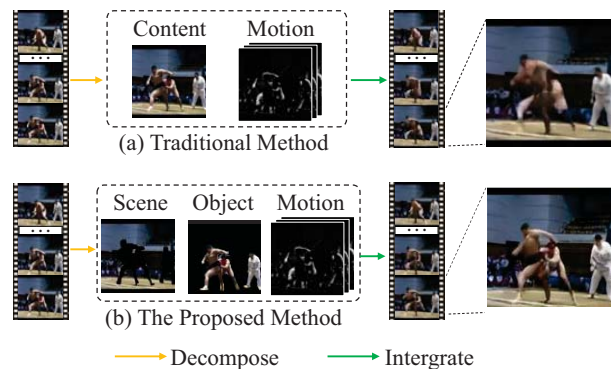 Content Motion
(a) Traditional Method
Scene Object Motion
(b) The Proposed Method
Decompose Intergrate